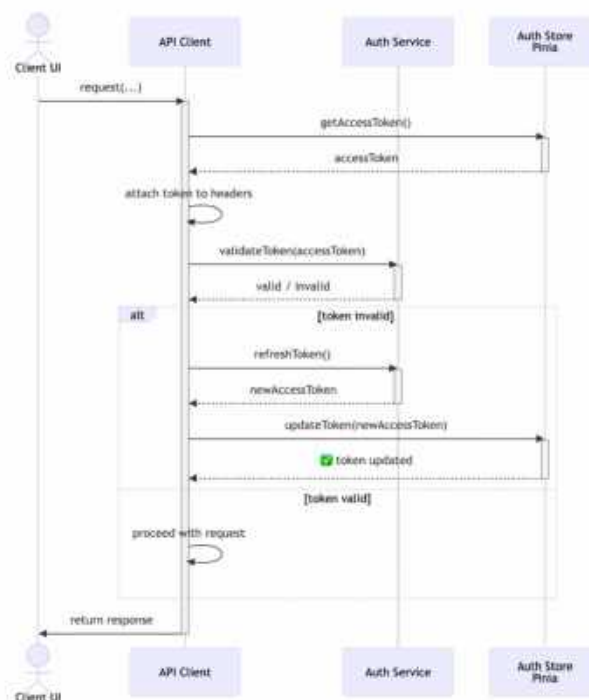 Client UI
API Client
Auth Service
Auth Store
Pinia
request(...)
getAccessToken()
accessToken
attach token to headers
validateToken(accessToken)
valid / invalid
alt
[token invalid]
refreshToken()
newAccessToken
updateToken(newAccessToken)
✅ token updated
[token valid]
proceed with request
return response
Client UI
API Client
Auth Service
Auth Store
Pinia